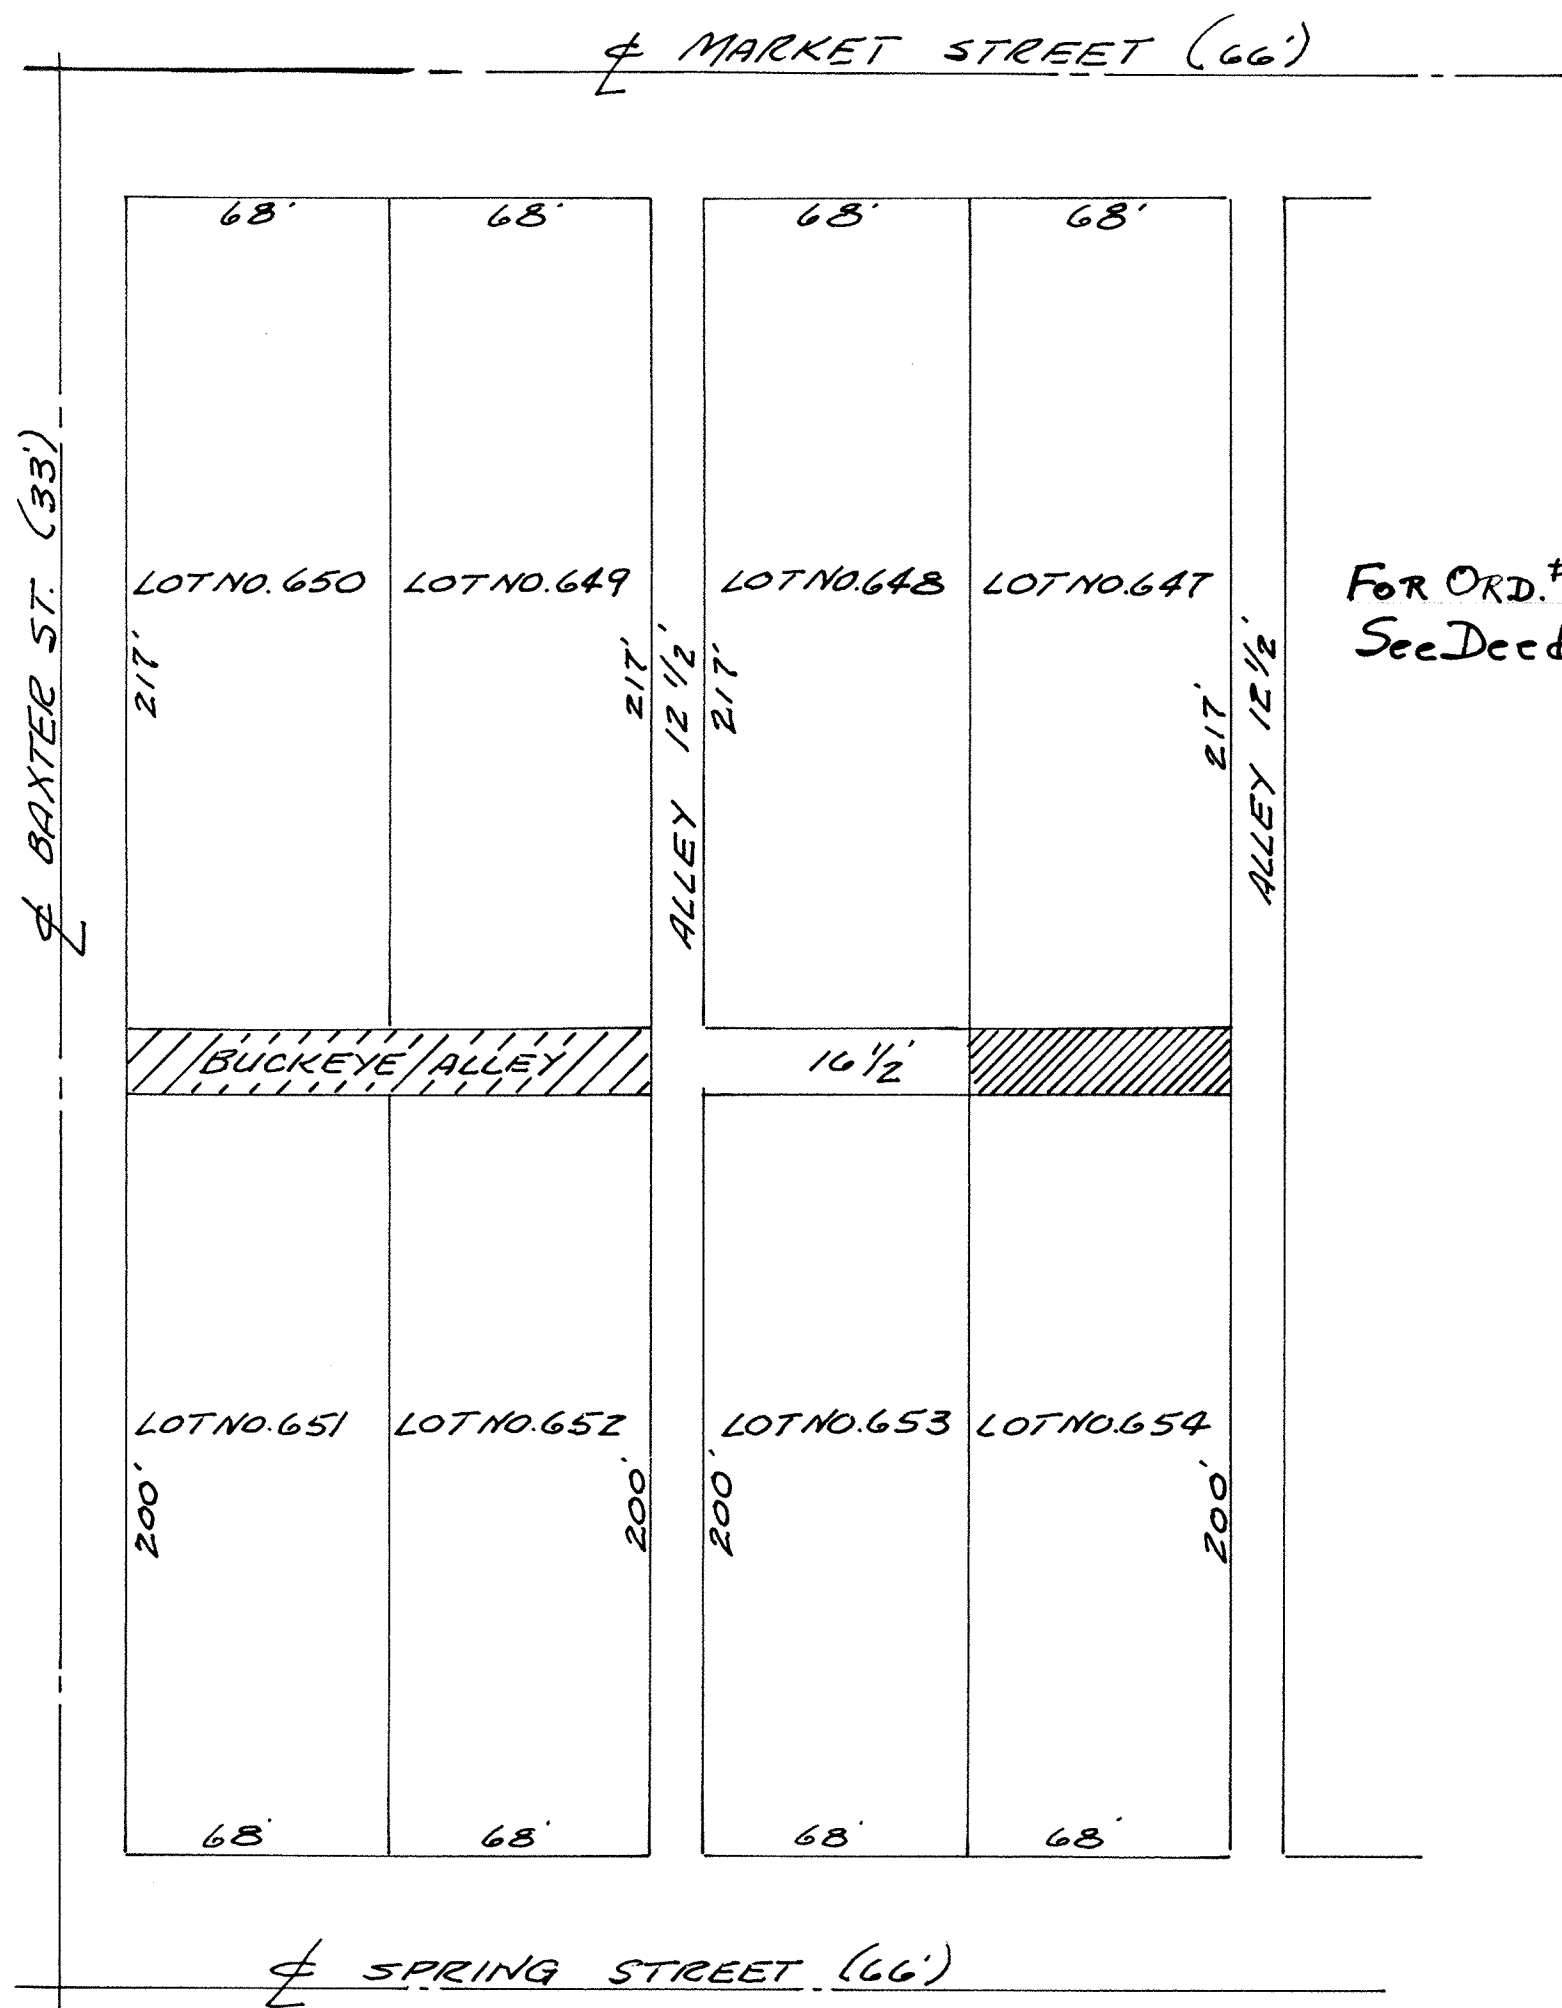 ℄ MARKET STREET (66')
68' 68' 68' 68'
℄ BAXTER ST. (33')
LOT NO. 650 LOT NO. 649 LOT NO. 648 LOT NO. 647
FOR ORD. #
See Deed
217' 217' 217' 217'
ALLEY 12 1/2'
ALLEY 12 1/2'
BUCKEYE ALLEY 16 1/2'
LOT NO. 651 LOT NO. 652 LOT NO. 653 LOT NO. 654
200' 200' 200' 200'
68' 68' 68' 68'
℄ SPRING STREET (66')